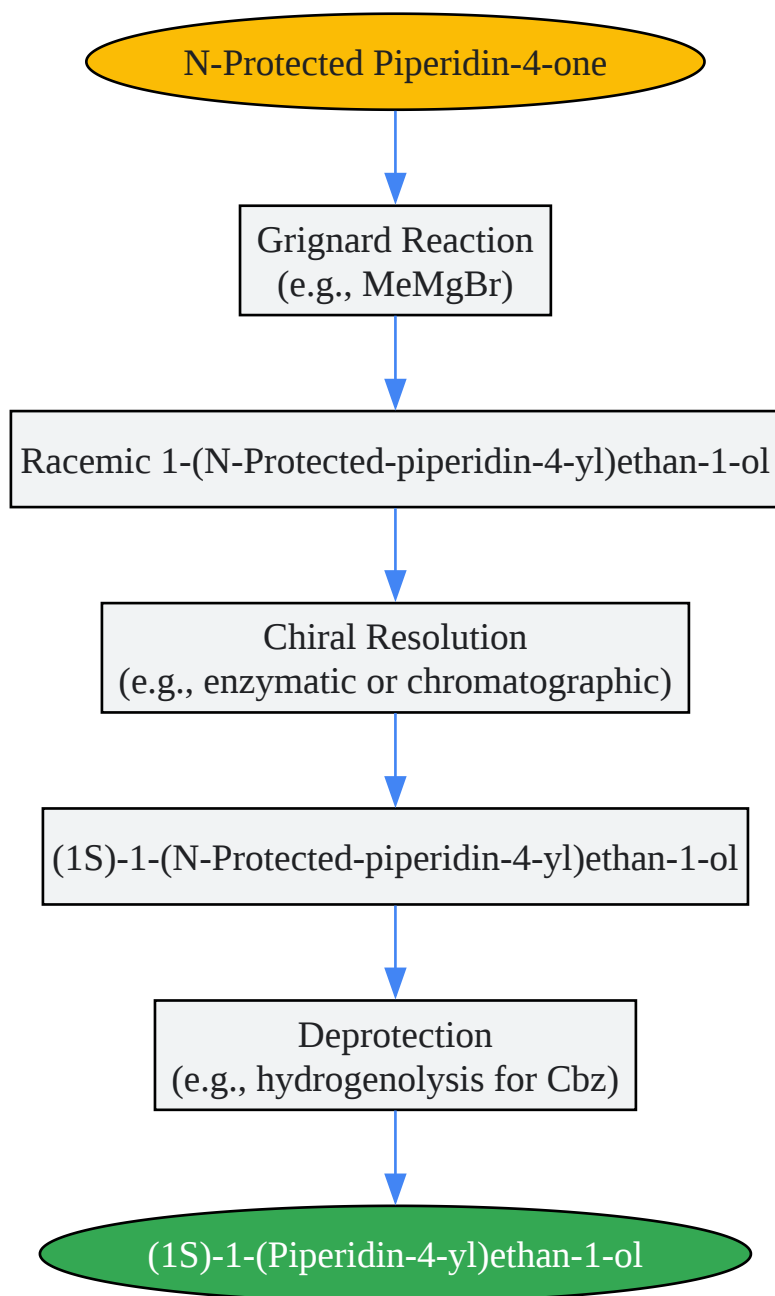 N-Protected Piperidin-4-one
Grignard Reaction
(e.g., MeMgBr)
Racemic 1-(N-Protected-piperidin-4-yl)ethan-1-ol
Chiral Resolution
(e.g., enzymatic or chromatographic)
(1S)-1-(N-Protected-piperidin-4-yl)ethan-1-ol
Deprotection
(e.g., hydrogenolysis for Cbz)
(1S)-1-(Piperidin-4-yl)ethan-1-ol